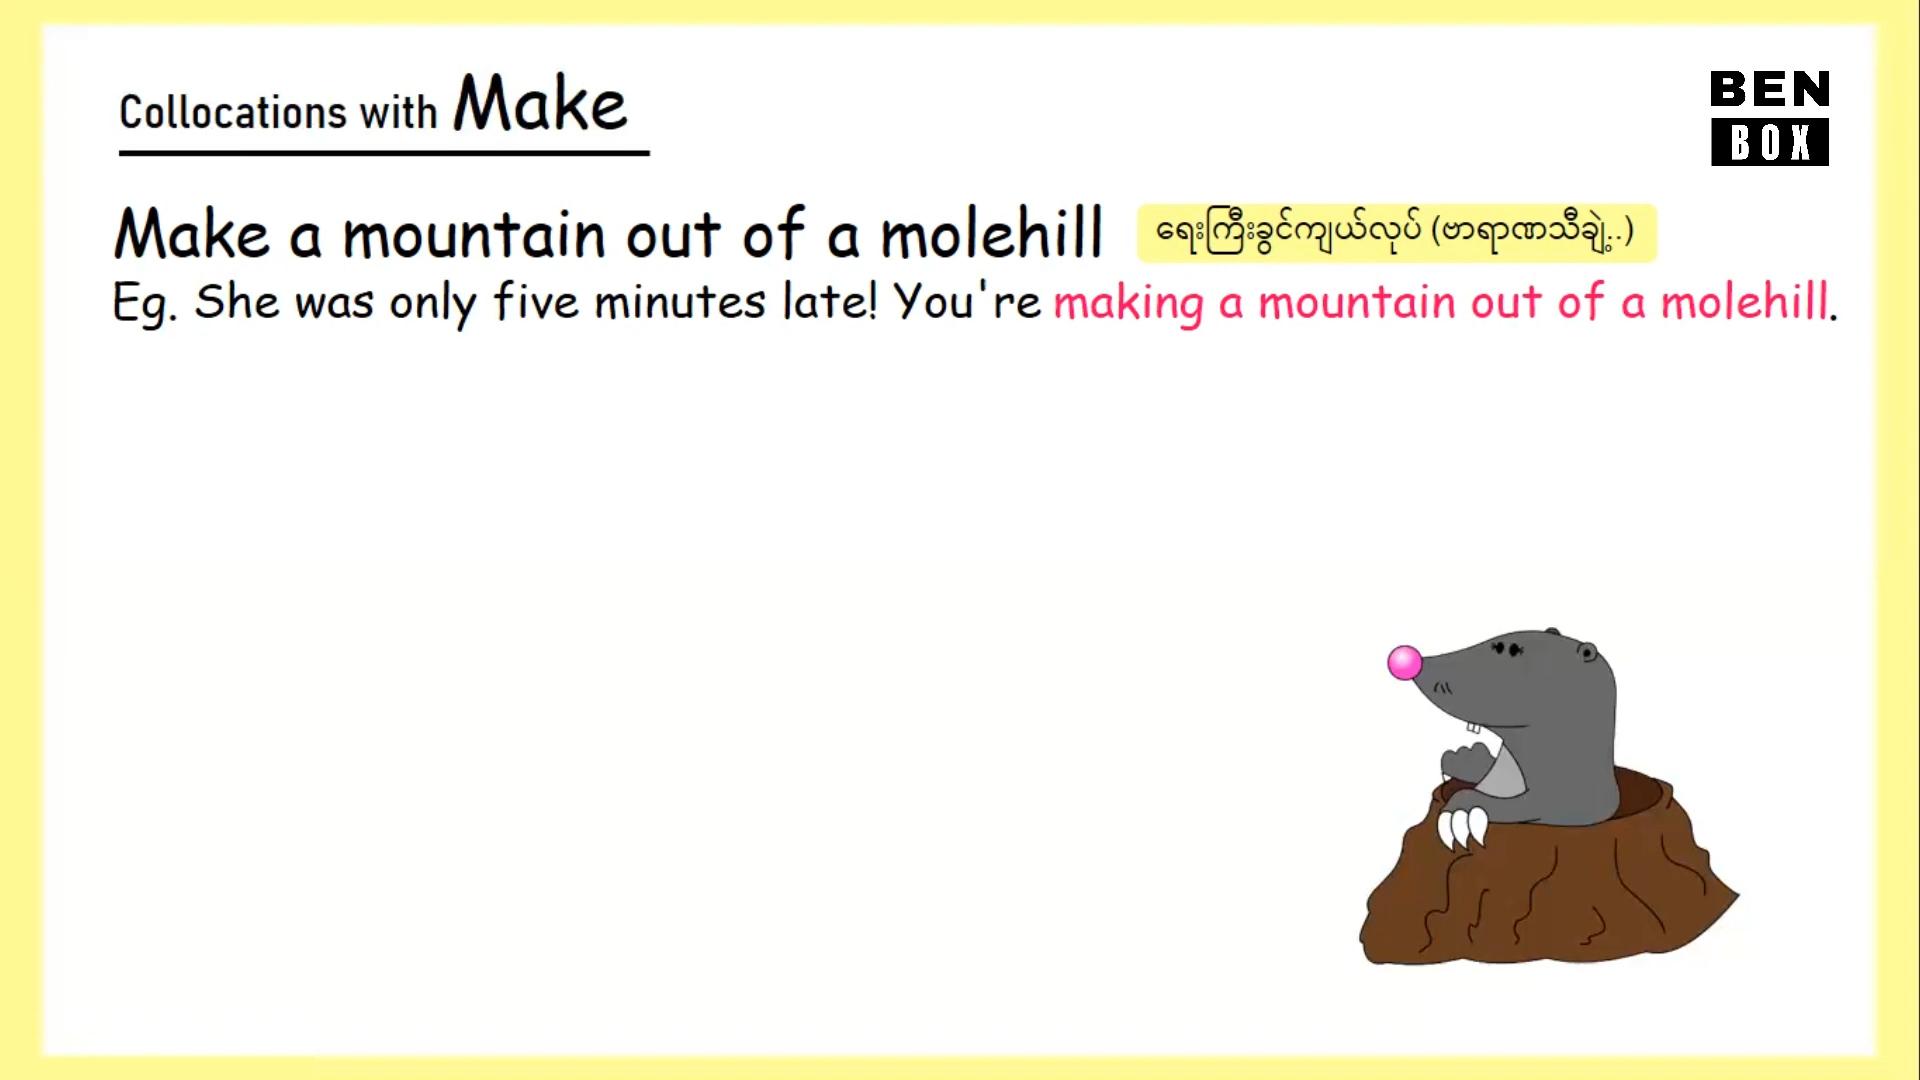 Collocations with Make
BEN
BOX
Make a mountain out of a molehill ရေးကြီးခွင်ကျယ်လုပ် (ဗာရာဏသီချဲ့..)
Eg. She was only five minutes late! You're making a mountain out of a molehill.